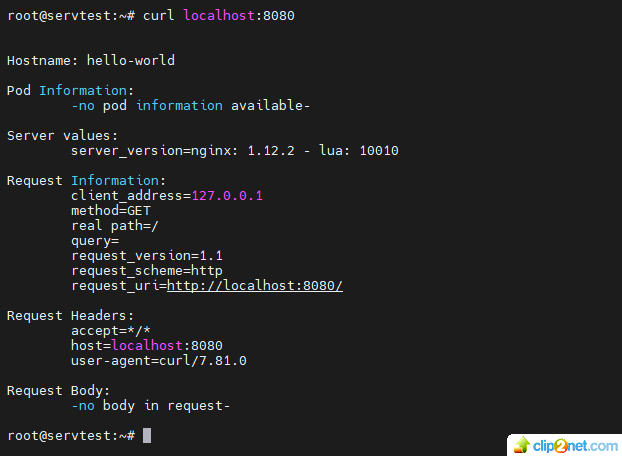 root@servtest:~# curl localhost:8080
Hostname: hello-world
Pod Information:
-no pod information available-
Server values:
server_version=nginx: 1.12.2 - lua: 10010
Request Information:
client_address=127.0.0.1
method=GET
real path=/
query=
request_version=1.1
request_scheme=http
request_uri=http://localhost:8080/
Request Headers:
accept=*/*
host=localhost:8080
user-agent=curl/7.81.0
Request Body:
-no body in request-
root@servtest:~#
clip2net.com